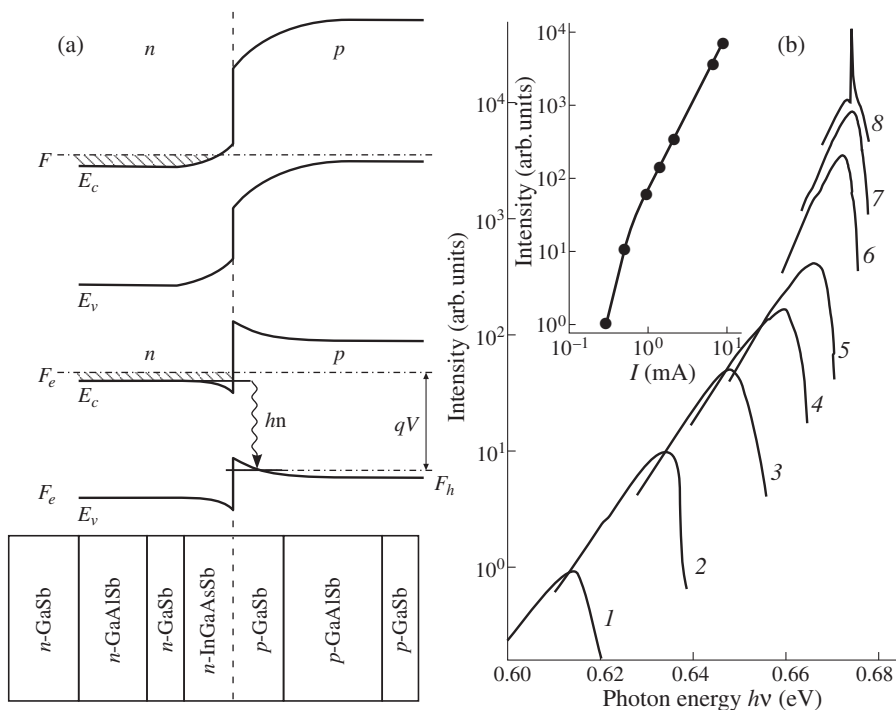 (a)
n
p
F
E_c
E_v
n
p
F_e
E_c
hn
qV
F_h
F_e
E_v
n-GaSb
n-GaAlSb
n-GaSb
n-InGaAsSb
p-GaSb
p-GaAlSb
p-GaSb
(b)
Intensity (arb. units)
10^4
10^3
10^2
10^1
10^0
10^4
10^3
10^2
10^1
10^0
10^-1
10^0
10^1
I (mA)
Intensity (arb. units)
8
7
6
5
4
3
2
1
0.60
0.62
0.64
0.66
0.68
Photon energy hν (eV)